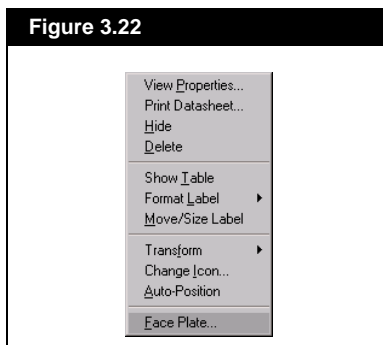 Figure 3.22
View Properties...
Print Datasheet...
Hide
Delete
Show Table
Format Label
Move/Size Label
Transform
Change Icon...
Auto-Position
Face Plate...